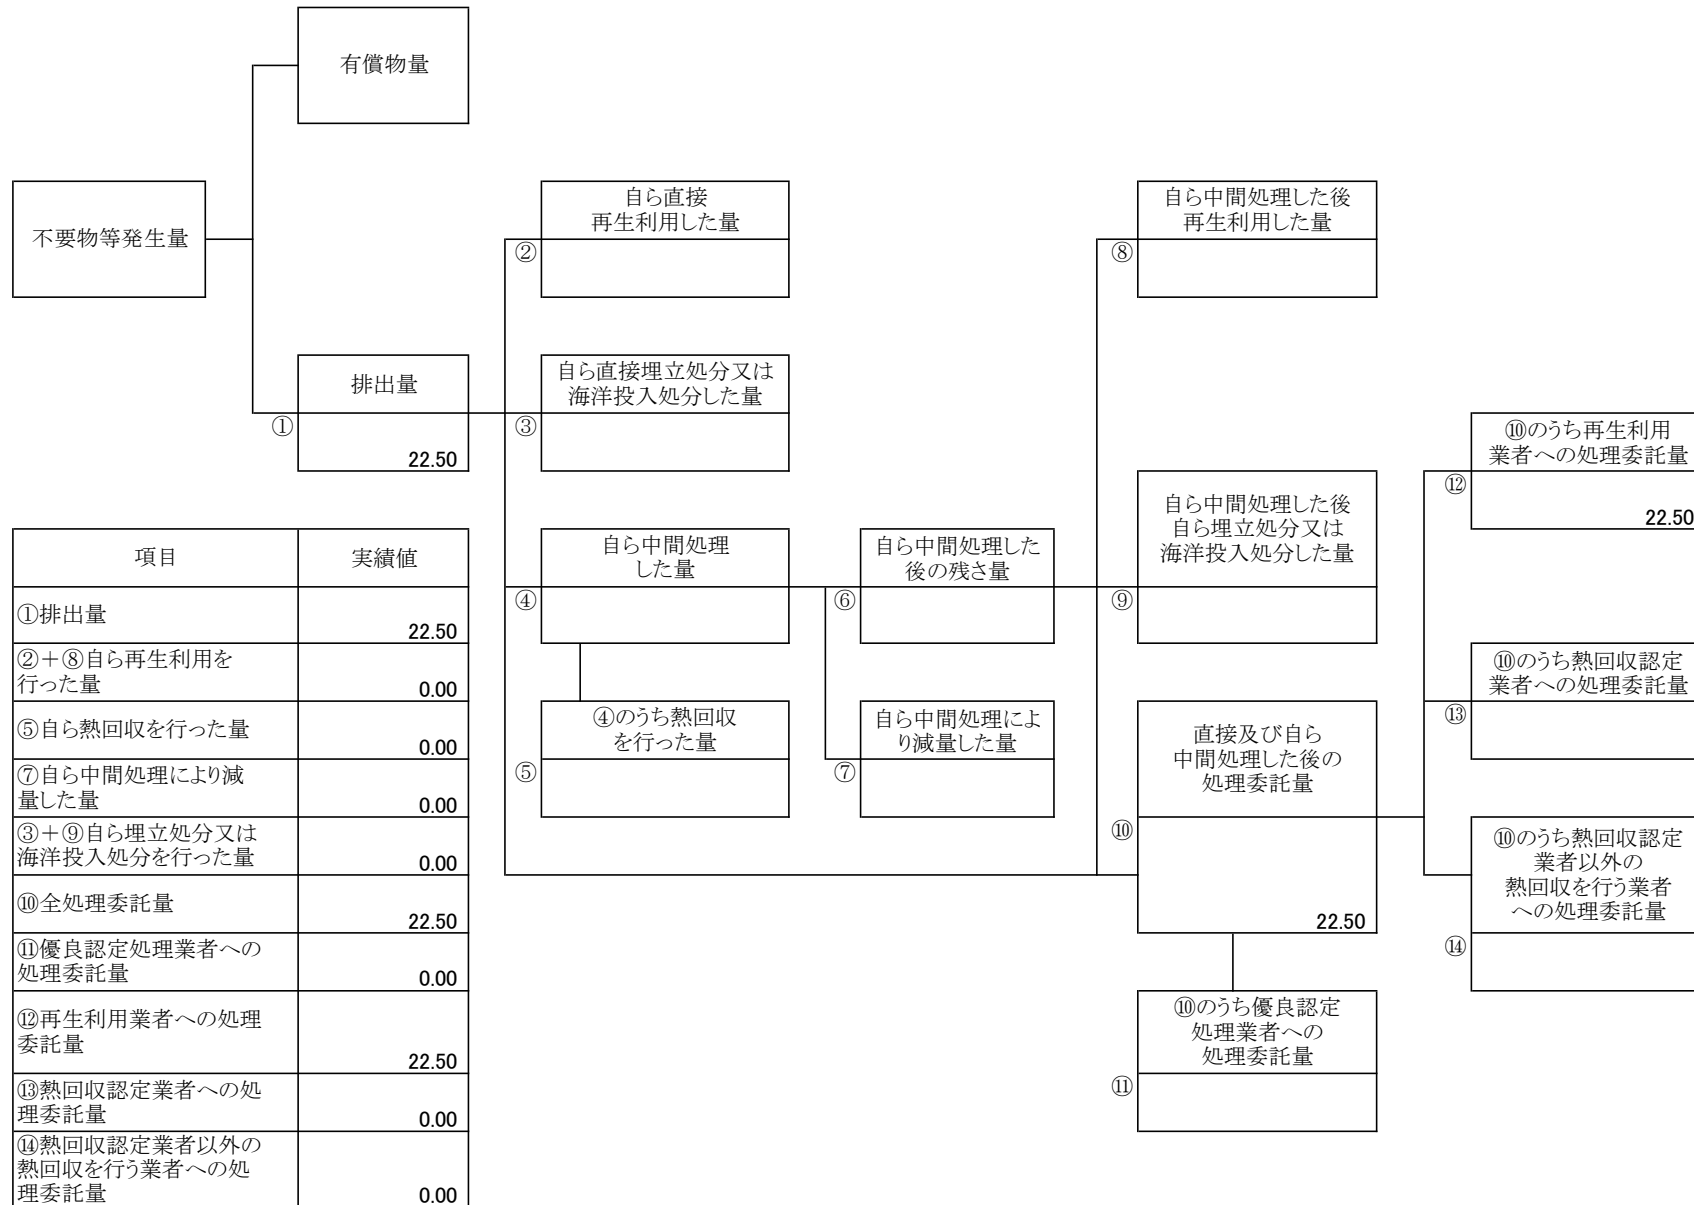 有償物量
不要物等発生量
自ら直接
再生利用した量
②
自ら中間処理した後
再生利用した量
⑧
排出量
①
22.50
自ら直接埋立処分又は
海洋投入処分した量
③
⑩のうち再生利用
業者への処理委託量
⑫
22.50
自ら中間処理
した量
④
自ら中間処理した
後の残さ量
⑥
自ら中間処理した後
自ら埋立処分又は
海洋投入処分した量
⑨
⑩のうち熱回収認定
業者への処理委託量
⑬
④のうち熱回収
を行った量
⑤
自ら中間処理によ
り減量した量
⑦
直接及び自ら
中間処理した後の
処理委託量
⑩
22.50
⑩のうち熱回収認定
業者以外の
熱回収を行う業者
への処理委託量
⑭
⑩のうち優良認定
処理業者への
処理委託量
⑪
項目 実績値
①排出量
22.50
②＋⑧自ら再生利用を
行った量 0.00
⑤自ら熱回収を行った量
0.00
⑦自ら中間処理により減
量した量 0.00
③＋⑨自ら埋立処分又は
海洋投入処分を行った量 0.00
⑩全処理委託量
22.50
⑪優良認定処理業者への
処理委託量 0.00
⑫再生利用業者への処理
委託量
22.50
⑬熱回収認定業者への処
理委託量 0.00
⑭熱回収認定業者以外の
熱回収を行う業者への処
理委託量 0.00